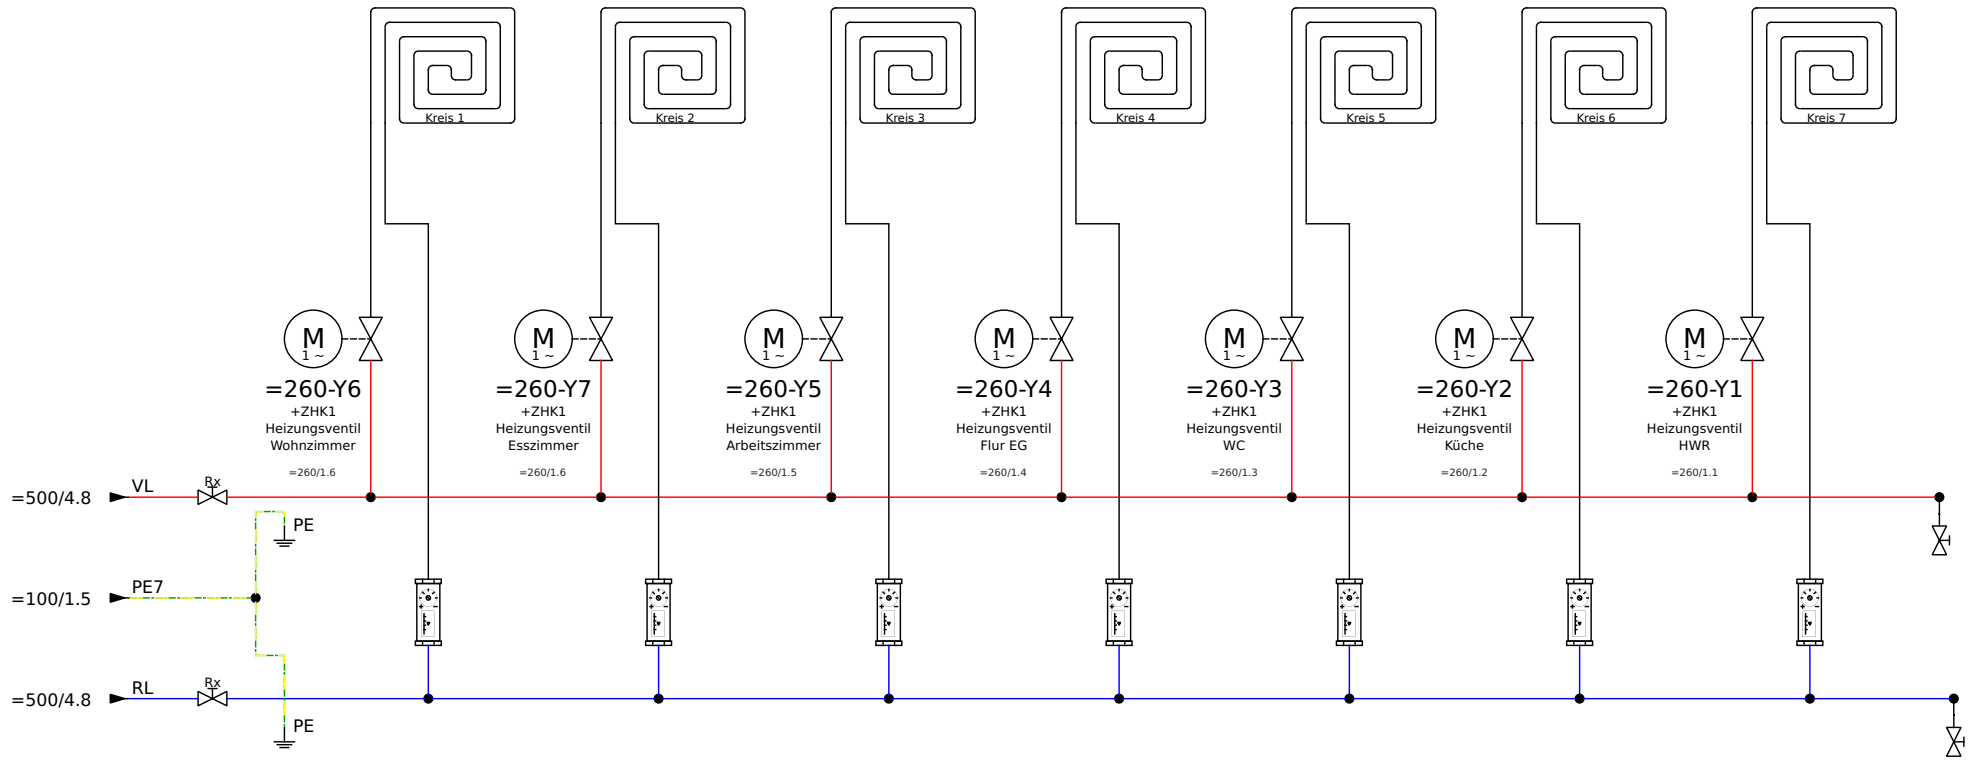 Kreis 1
Kreis 2
Kreis 3
Kreis 4
Kreis 5
Kreis 6
Kreis 7
M
1 ~
M
1 ~
M
1 ~
M
1 ~
M
1 ~
M
1 ~
M
1 ~
=260-Y6
+ZHK1
Heizungsventil
Wohnzimmer
=260/1.6
=260-Y7
+ZHK1
Heizungsventil
Esszimmer
=260/1.6
=260-Y5
+ZHK1
Heizungsventil
Arbeitszimmer
=260/1.5
=260-Y4
+ZHK1
Heizungsventil
Flur EG
=260/1.4
=260-Y3
+ZHK1
Heizungsventil
WC
=260/1.3
=260-Y2
+ZHK1
Heizungsventil
Küche
=260/1.2
=260-Y1
+ZHK1
Heizungsventil
HWR
=260/1.1
=500/4.8
VL
Rx
PE
=100/1.5
PE7
=500/4.8
RL
Rx
PE